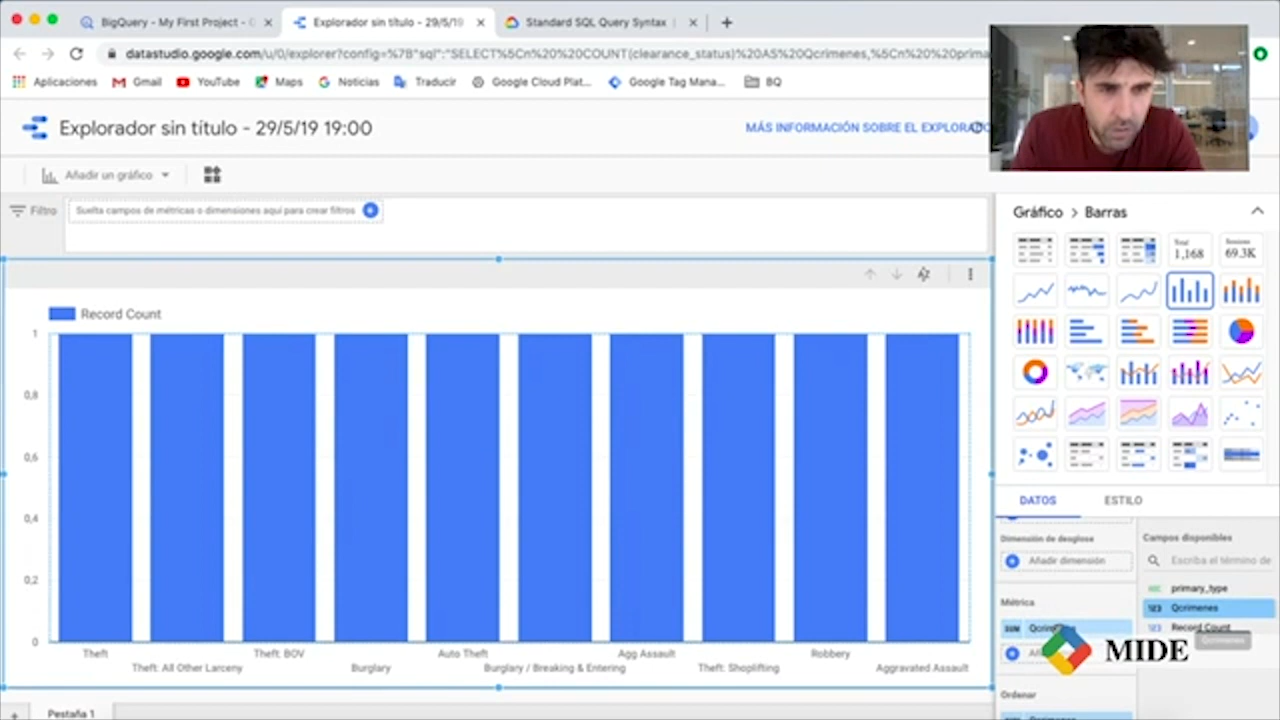 BigQuery - My First Project -
Explorador sin título - 29/5/19
Standard SQL Query Syntax
datastudio.google.com/u/0/explorer?config=%7B"sql":"SELECT%5Cn%20%20COUNT(clearance_status)%20AS%20Qcrimenes,%5Cn%20%20prima
Aplicaciones
Gmail
YouTube
Maps
Noticias
Traducir
Google Cloud Plat...
Google Tag Mana...
BQ
Explorador sin título - 29/5/19 19:00
MÁS INFORMACIÓN SOBRE EL EXPLORADO
Añadir un gráfico
Filtro
Suelta campos de métricas o dimensiones aquí para crear filtros
Gráfico > Barras
Total
1,168
Sessions
69.3K
Record Count
1
0,8
0,6
0,4
0,2
0
Theft
Theft: All Other Larceny
Theft: BOV
Burglary
Auto Theft
Burglary / Breaking & Entering
Agg Assault
Theft: Shoplifting
Robbery
Aggravated Assault
DATOS
ESTILO
Dimensión de desglose
Añadir dimensión
Métrica
SUM
Ordenar
Campos disponibles
Escriba el término de
ABC primary_type
123 Qcrimenes
123 Record Count
Qcrimenes
MIDE
Pestaña 1